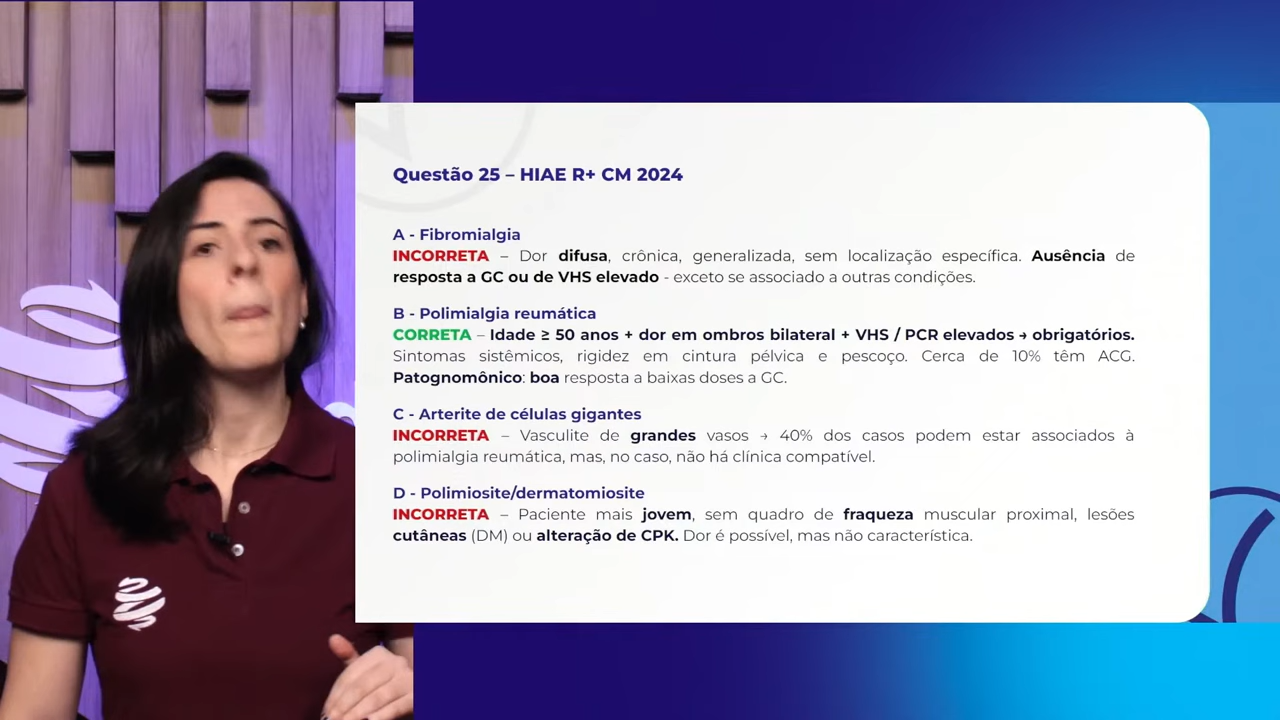 Questão 25 – HIAE R+ CM 2024
A - Fibromialgia
INCORRETA – Dor difusa, crônica, generalizada, sem localização específica. Ausência de
resposta a GC ou de VHS elevado - exceto se associado a outras condições.
B - Polimialgia reumática
CORRETA – Idade ≥ 50 anos + dor em ombros bilateral + VHS / PCR elevados → obrigatórios.
Sintomas sistêmicos, rigidez em cintura pélvica e pescoço. Cerca de 10% têm ACG.
Patognomônico: boa resposta a baixas doses a GC.
C - Arterite de células gigantes
INCORRETA – Vasculite de grandes vasos → 40% dos casos podem estar associados à
polimialgia reumática, mas, no caso, não há clínica compatível.
D - Polimiosite/dermatomiosite
INCORRETA – Paciente mais jovem, sem quadro de fraqueza muscular proximal, lesões
cutâneas (DM) ou alteração de CPK. Dor é possível, mas não característica.